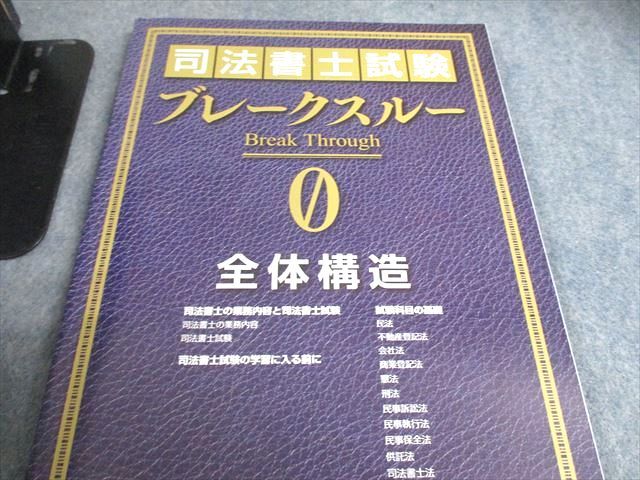 司法書士試験
ブレークスルー
Break Through
0
全体構造
司法書士の業務内容と司法書士試験
司法書士の業務内容
司法書士試験
司法書士試験の学習に入る前に
試験科目の基礎
民法
不動産登記法
会社法
商業登記法
憲法
刑法
民事訴訟法
民事執行法
民事保全法
供託法
司法書士法